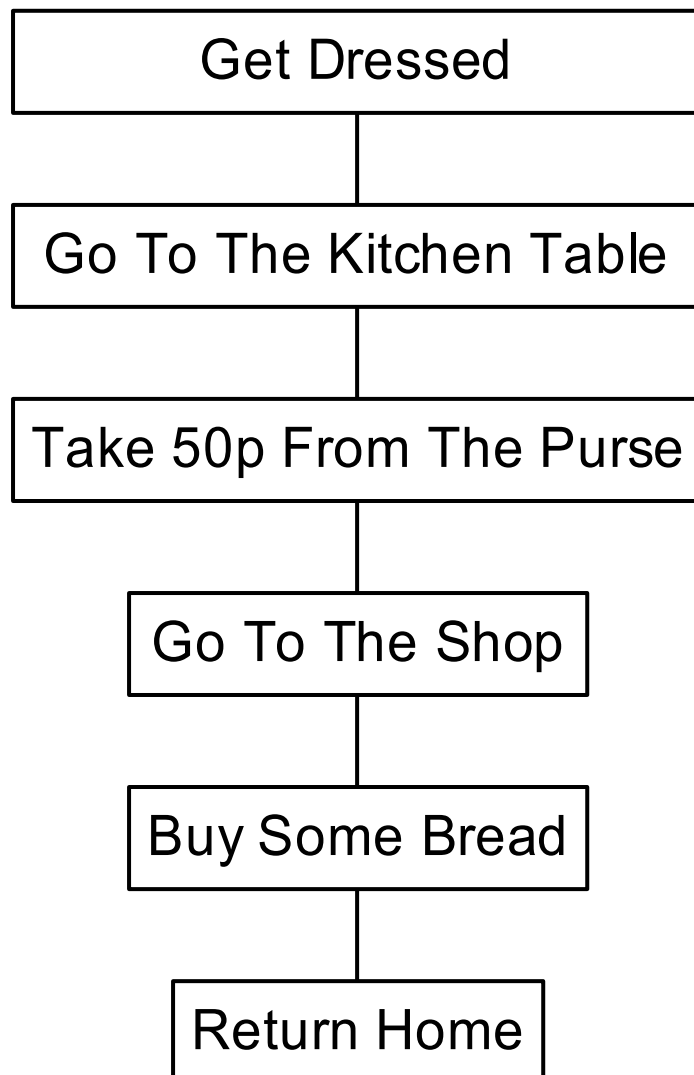 Get Dressed
Go To The Kitchen Table
Take 50p From The Purse
Go To The Shop
Buy Some Bread
Return Home